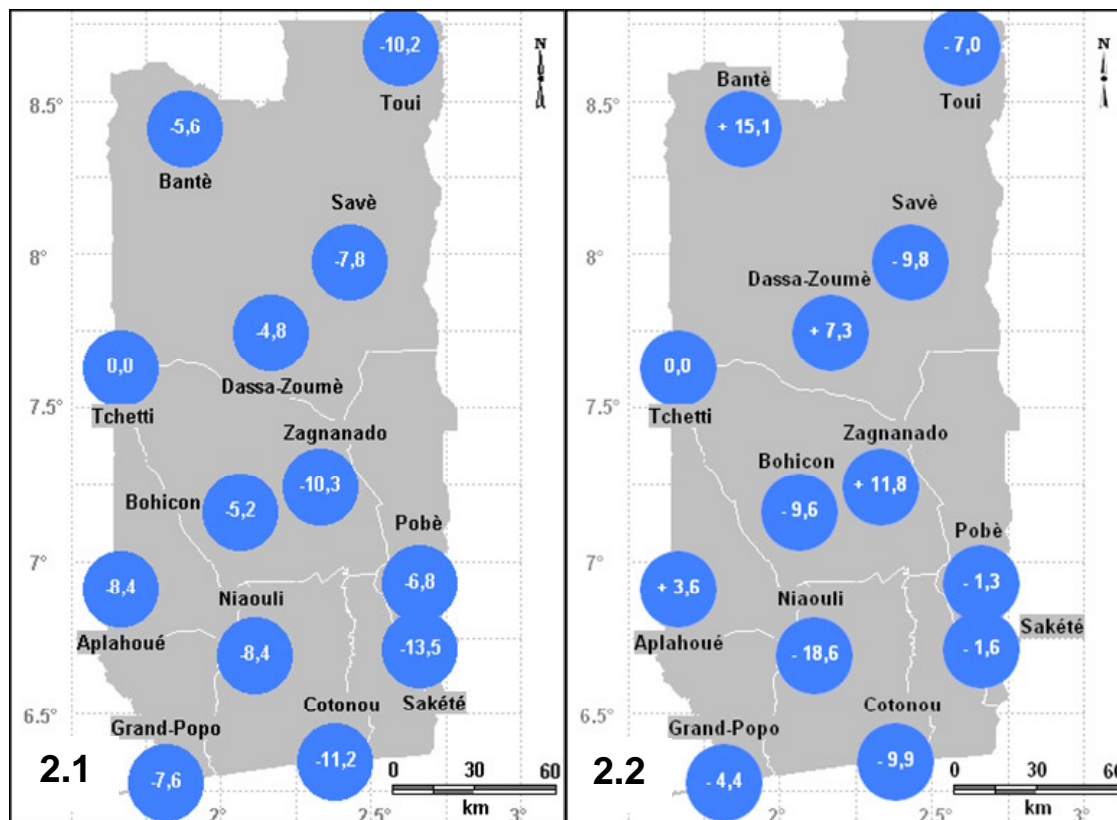 -10,2
N
Toui
8.5°
-5,6
Bantè
Savè
8°
-7,8
-4,8
0,0
Dassa-Zoumè
7.5°
Tchetti
Zagnanado
-10,3
Bohicon
-5,2
Pobè
7°
-6,8
-8,4
Niaouli
Aplahoué
-8,4
-13,5
Sakété
Cotonou
6.5°
Grand-Popo
-11,2
2.1
-7,6
0 30 60
km
2° 2.5° 3°
- 7,0
N
Bantè
Toui
8.5°
+ 15,1
Savè
8°
- 9,8
Dassa-Zoumè
+ 7,3
0,0
7.5°
Tchetti
Zagnanado
Bohicon
+ 11,8
- 9,6
Pobè
7°
- 1,3
+ 3,6
Niaouli
Sakété
Aplahoué
- 18,6
- 1,6
Cotonou
6.5°
Grand-Popo
- 9,9
2.2
- 4,4
0 30 60
km
2° 2.5° 3°